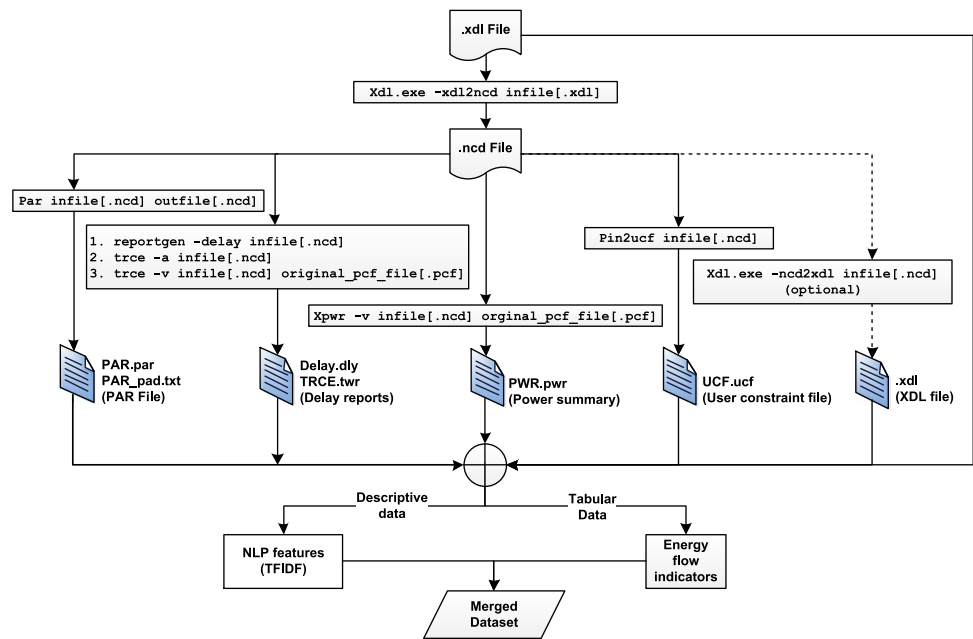 .xdl File
Xdl.exe -xdl2ncd infile[.xdl]
.ncd File
Par infile[.ncd] outfile[.ncd]
1. reportgen -delay infile[.ncd]
2. trce -a infile[.ncd]
3. trce -v infile[.ncd] original_pcf_file[.pcf]
Pin2ucf infile[.ncd]
Xdl.exe -ncd2xdl infile[.ncd]
(optional)
Xpwr -v infile[.ncd] orginal_pcf_file[.pcf]
PAR.par
PAR_pad.txt
(PAR File)
Delay.dly
TRCE.twr
(Delay reports)
PWR.pwr
(Power summary)
UCF.ucf
(User constraint file)
.xdl
(XDL file)
Descriptive
data
Tabular
Data
NLP features
(TFIDF)
Energy
flow
indicators
Merged
Dataset